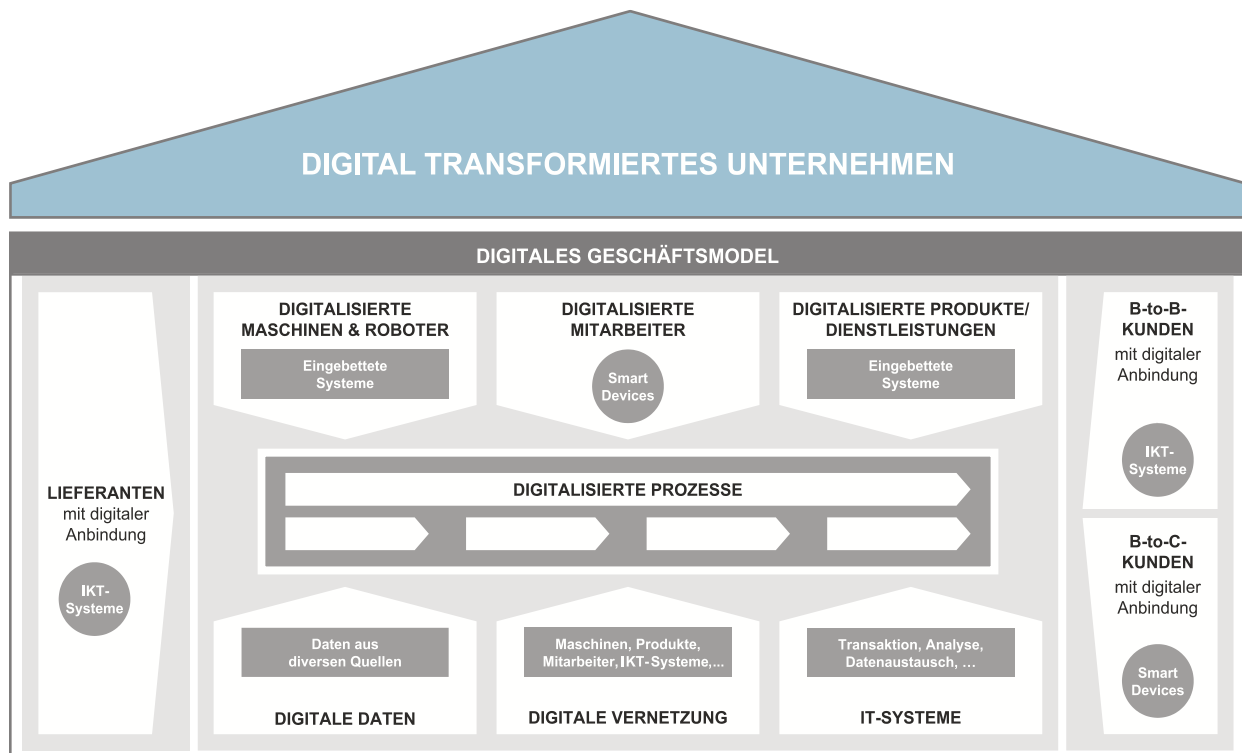 DIGITAL TRANSFORMIERTES UNTERNEHMEN
DIGITALES GESCHÄFTSMODEL
LIEFERANTEN
mit digitaler
Anbindung
IKT-
Systeme
DIGITALISIERTE
MASCHINEN & ROBOTER
Eingebettete
Systeme
DIGITALISIERTE
MITARBEITER
Smart
Devices
DIGITALISIERTE PRODUKTE/
DIENSTLEISTUNGEN
Eingebettete
Systeme
DIGITALISIERTE PROZESSE
Daten aus
diversen Quellen
DIGITALE DATEN
Maschinen, Produkte,
Mitarbeiter, IKT-Systeme,...
DIGITALE VERNETZUNG
Transaktion, Analyse,
Datenaustausch, …
IT-SYSTEME
B-to-B-
KUNDEN
mit digitaler
Anbindung
IKT-
Systeme
B-to-C-
KUNDEN
mit digitaler
Anbindung
Smart
Devices